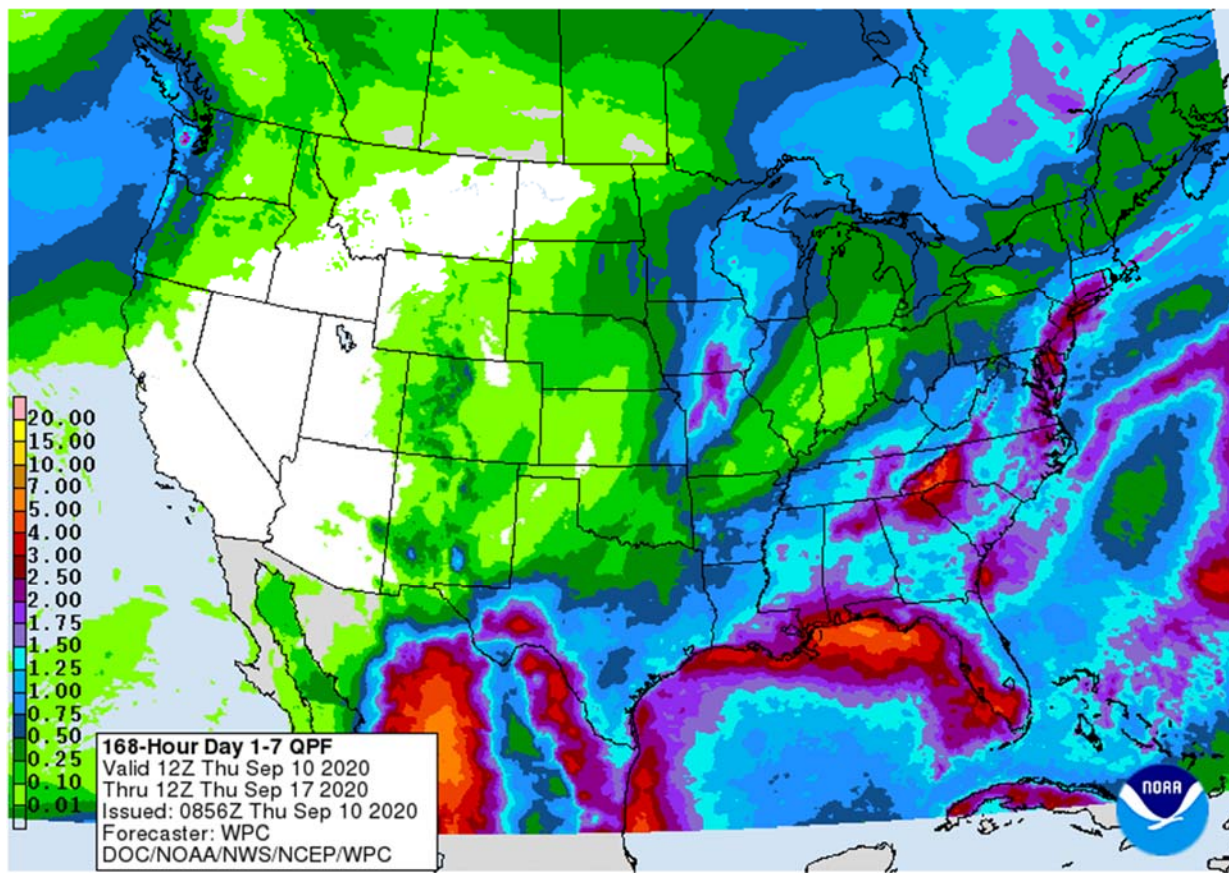 20.00
15.00
10.00
7.00
5.00
4.00
3.00
2.50
2.00
1.75
1.50
1.25
1.00
0.75
0.50
0.25
0.10
0.01
168-Hour Day 1-7 QPF
Valid 12Z Thu Sep 10 2020
Thru 12Z Thu Sep 17 2020
Issued: 0856Z Thu Sep 10 2020
Forecaster: WPC
DOC/NOAA/NWS/NCEP/WPC
NOAA